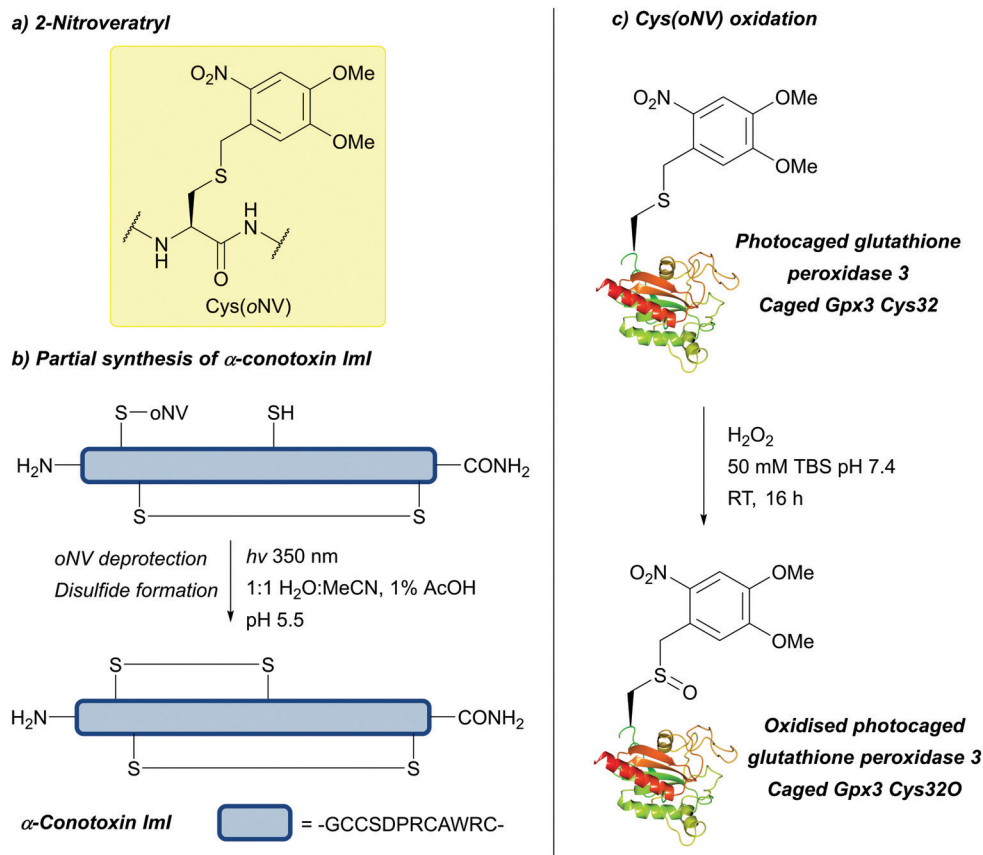 a) 2-Nitroveratryl
O₂N
OMe
OMe
S
N
H
O
H
N
Cys(oNV)
b) Partial synthesis of α-conotoxin ImI
S—oNV
SH
H₂N
CONH₂
S
S
oNV deprotection
Disulfide formation
hv 350 nm
1:1 H₂O:MeCN, 1% AcOH
pH 5.5
S
S
H₂N
CONH₂
S
S
α-Conotoxin ImI
= -GCCSDPRCAWRC-
c) Cys(oNV) oxidation
O₂N
OMe
OMe
S
Photocaged glutathione
peroxidase 3
Caged Gpx3 Cys32
H₂O₂
50 mM TBS pH 7.4
RT, 16 h
O₂N
OMe
OMe
S
O
Oxidised photocaged
glutathione peroxidase 3
Caged Gpx3 Cys32O